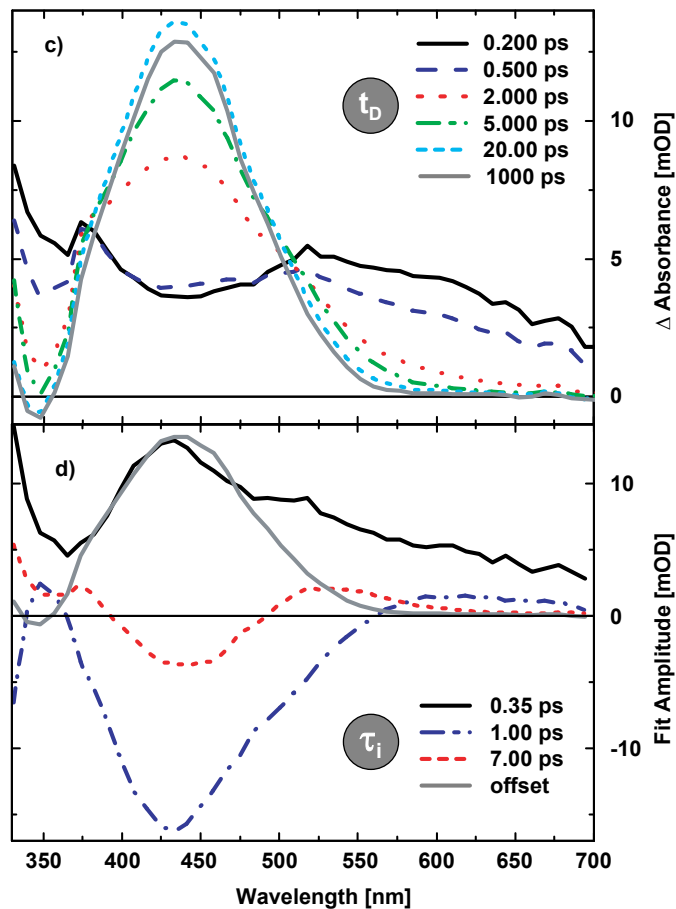 c)
0.200 ps
0.500 ps
2.000 ps
5.000 ps
20.00 ps
1000 ps
tD
10
5
0
Δ Absorbance [mOD]
d)
10
0
-10
Fit Amplitude [mOD]
0.35 ps
1.00 ps
7.00 ps
offset
τi
350 400 450 500 550 600 650 700
Wavelength [nm]